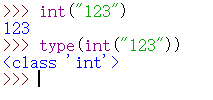 >>> int("123")
123
>>> type(int("123"))
<class 'int'>
>>>